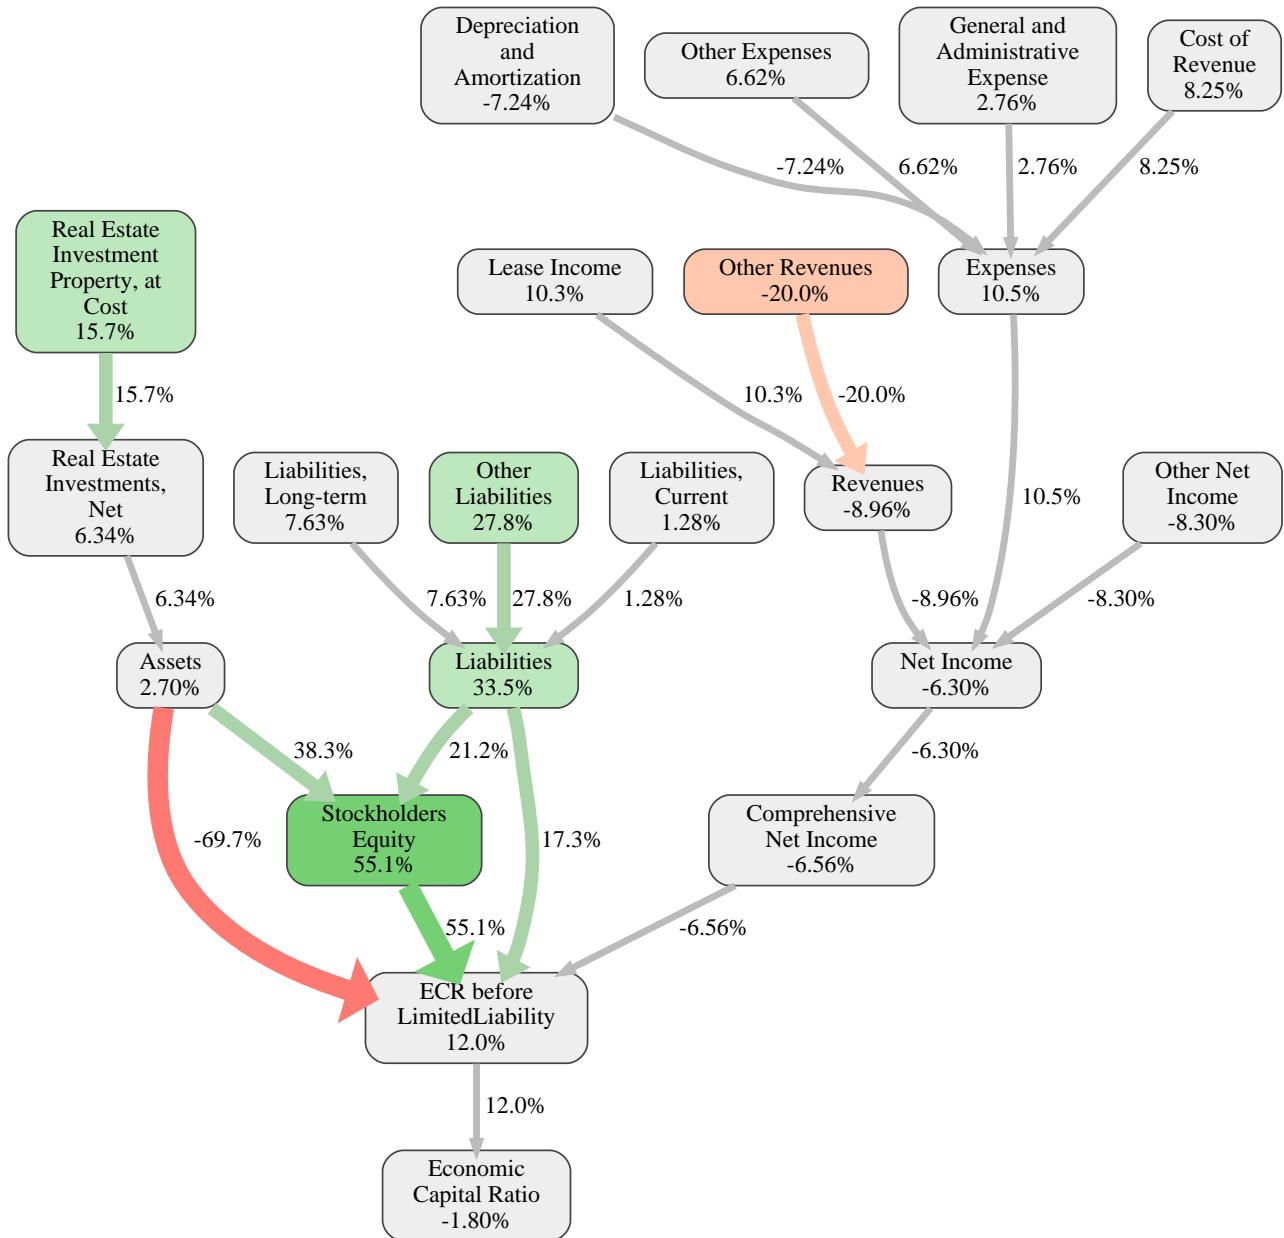 Depreciation
and
Amortization
-7.24%
Other Expenses
6.62%
General and
Administrative
Expense
2.76%
Cost of
Revenue
8.25%
-7.24%
6.62%
2.76%
8.25%
Real Estate
Investment
Property, at
Cost
15.7%
Lease Income
10.3%
Other Revenues
-20.0%
Expenses
10.5%
15.7%
10.3%
-20.0%
Real Estate
Investments,
Net
6.34%
Liabilities,
Long-term
7.63%
Other
Liabilities
27.8%
Liabilities,
Current
1.28%
Revenues
-8.96%
10.5%
Other Net
Income
-8.30%
6.34%
7.63%
27.8%
1.28%
-8.96%
-8.30%
Assets
2.70%
Liabilities
33.5%
Net Income
-6.30%
38.3%
21.2%
-6.30%
-69.7%
Stockholders
Equity
55.1%
17.3%
Comprehensive
Net Income
-6.56%
55.1%
-6.56%
ECR before
LimitedLiability
12.0%
12.0%
Economic
Capital Ratio
-1.80%